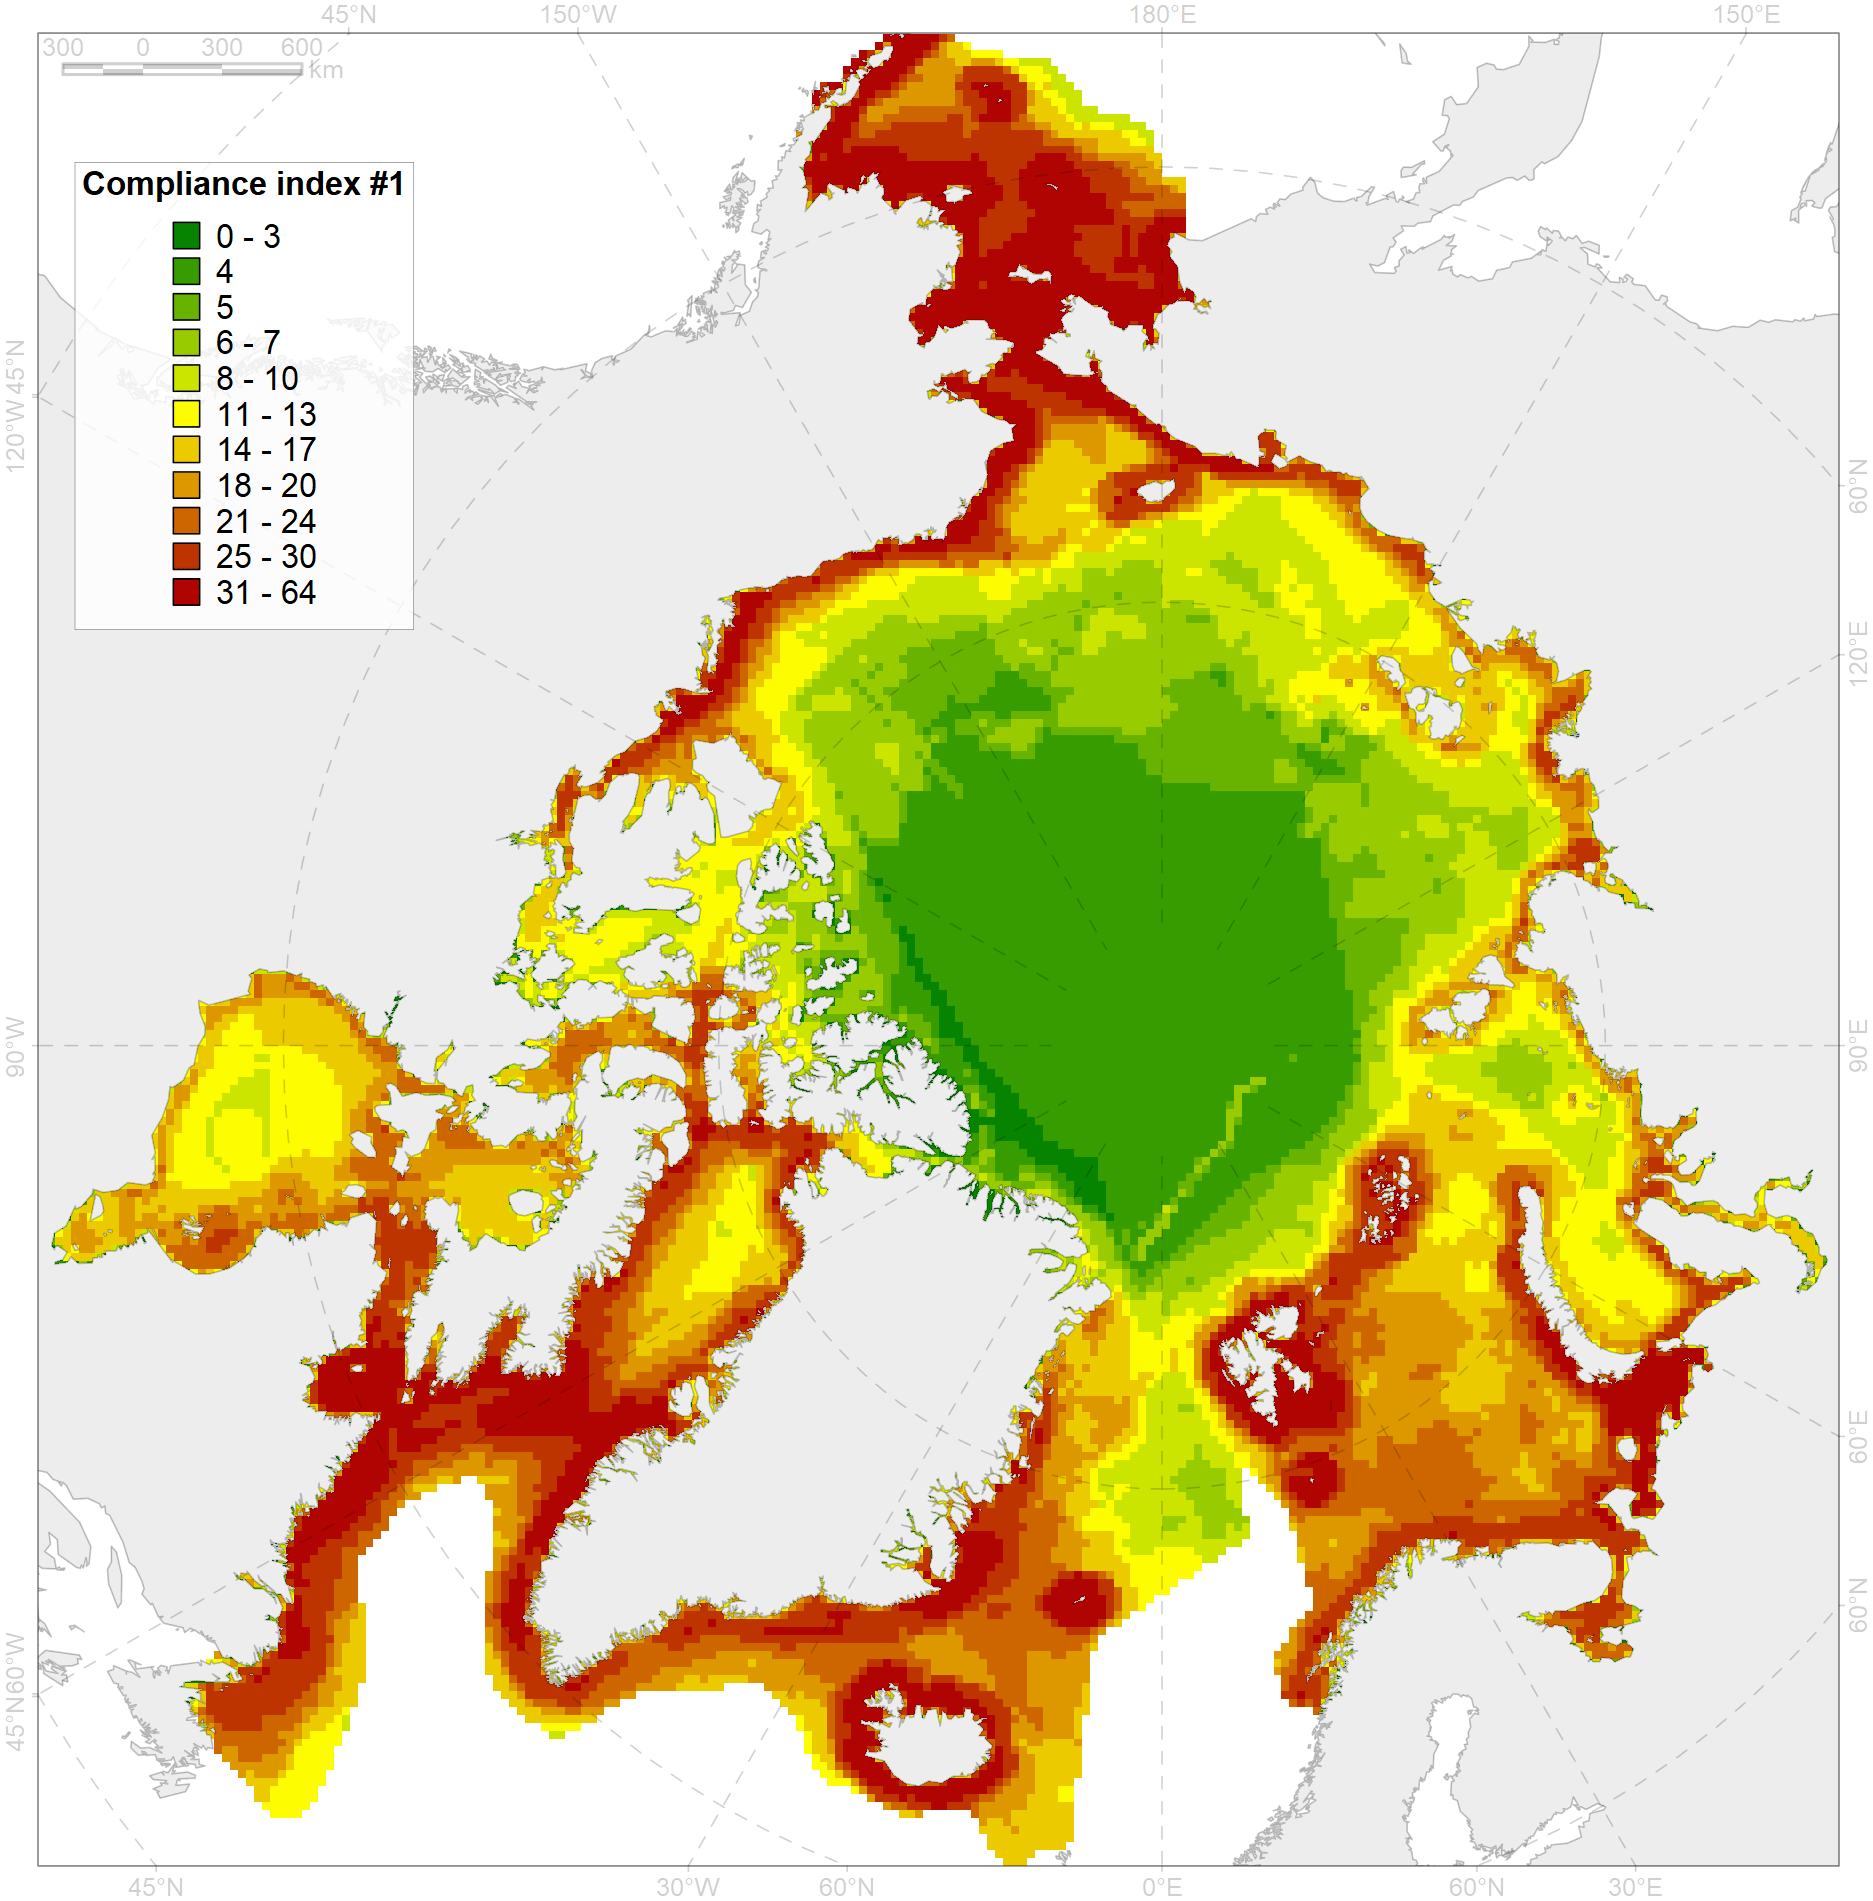 45°N 150°W 180°E 150°E
300 0 300 600
km
Compliance index #1
0 - 3
4
5
6 - 7
8 - 10
11 - 13
14 - 17
18 - 20
21 - 24
25 - 30
31 - 64
45°N
120°W
90°W
60°W
45°N
60°N
120°E
90°E
60°E
60°N
45°N 30°W 60°N 0°E 60°N 30°E